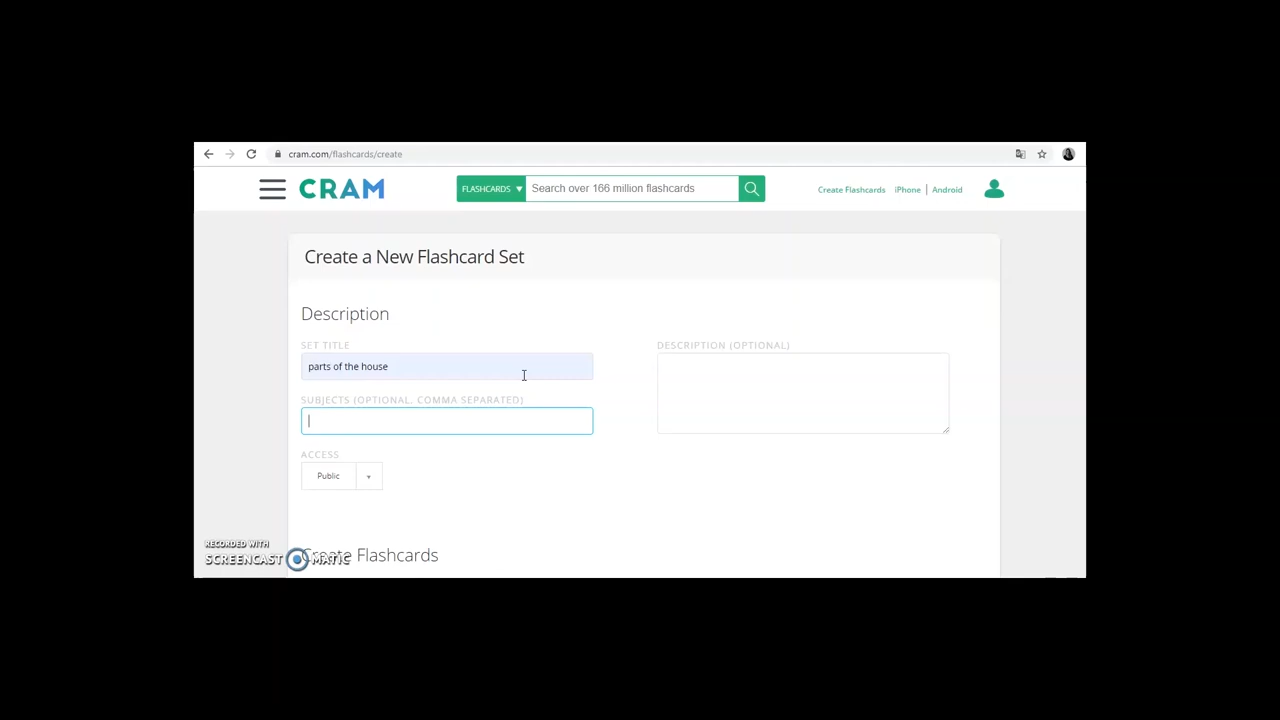 cram.com/flashcards/create
CRAM
FLASHCARDS ▼ Search over 166 million flashcards
Create Flashcards iPhone | Android
Create a New Flashcard Set
Description
SET TITLE
parts of the house
SUBJECTS (OPTIONAL, COMMA SEPARATED)
ACCESS
Public
DESCRIPTION (OPTIONAL)
Create Flashcards
RECORDED WITH
SCREENCAST MATIC